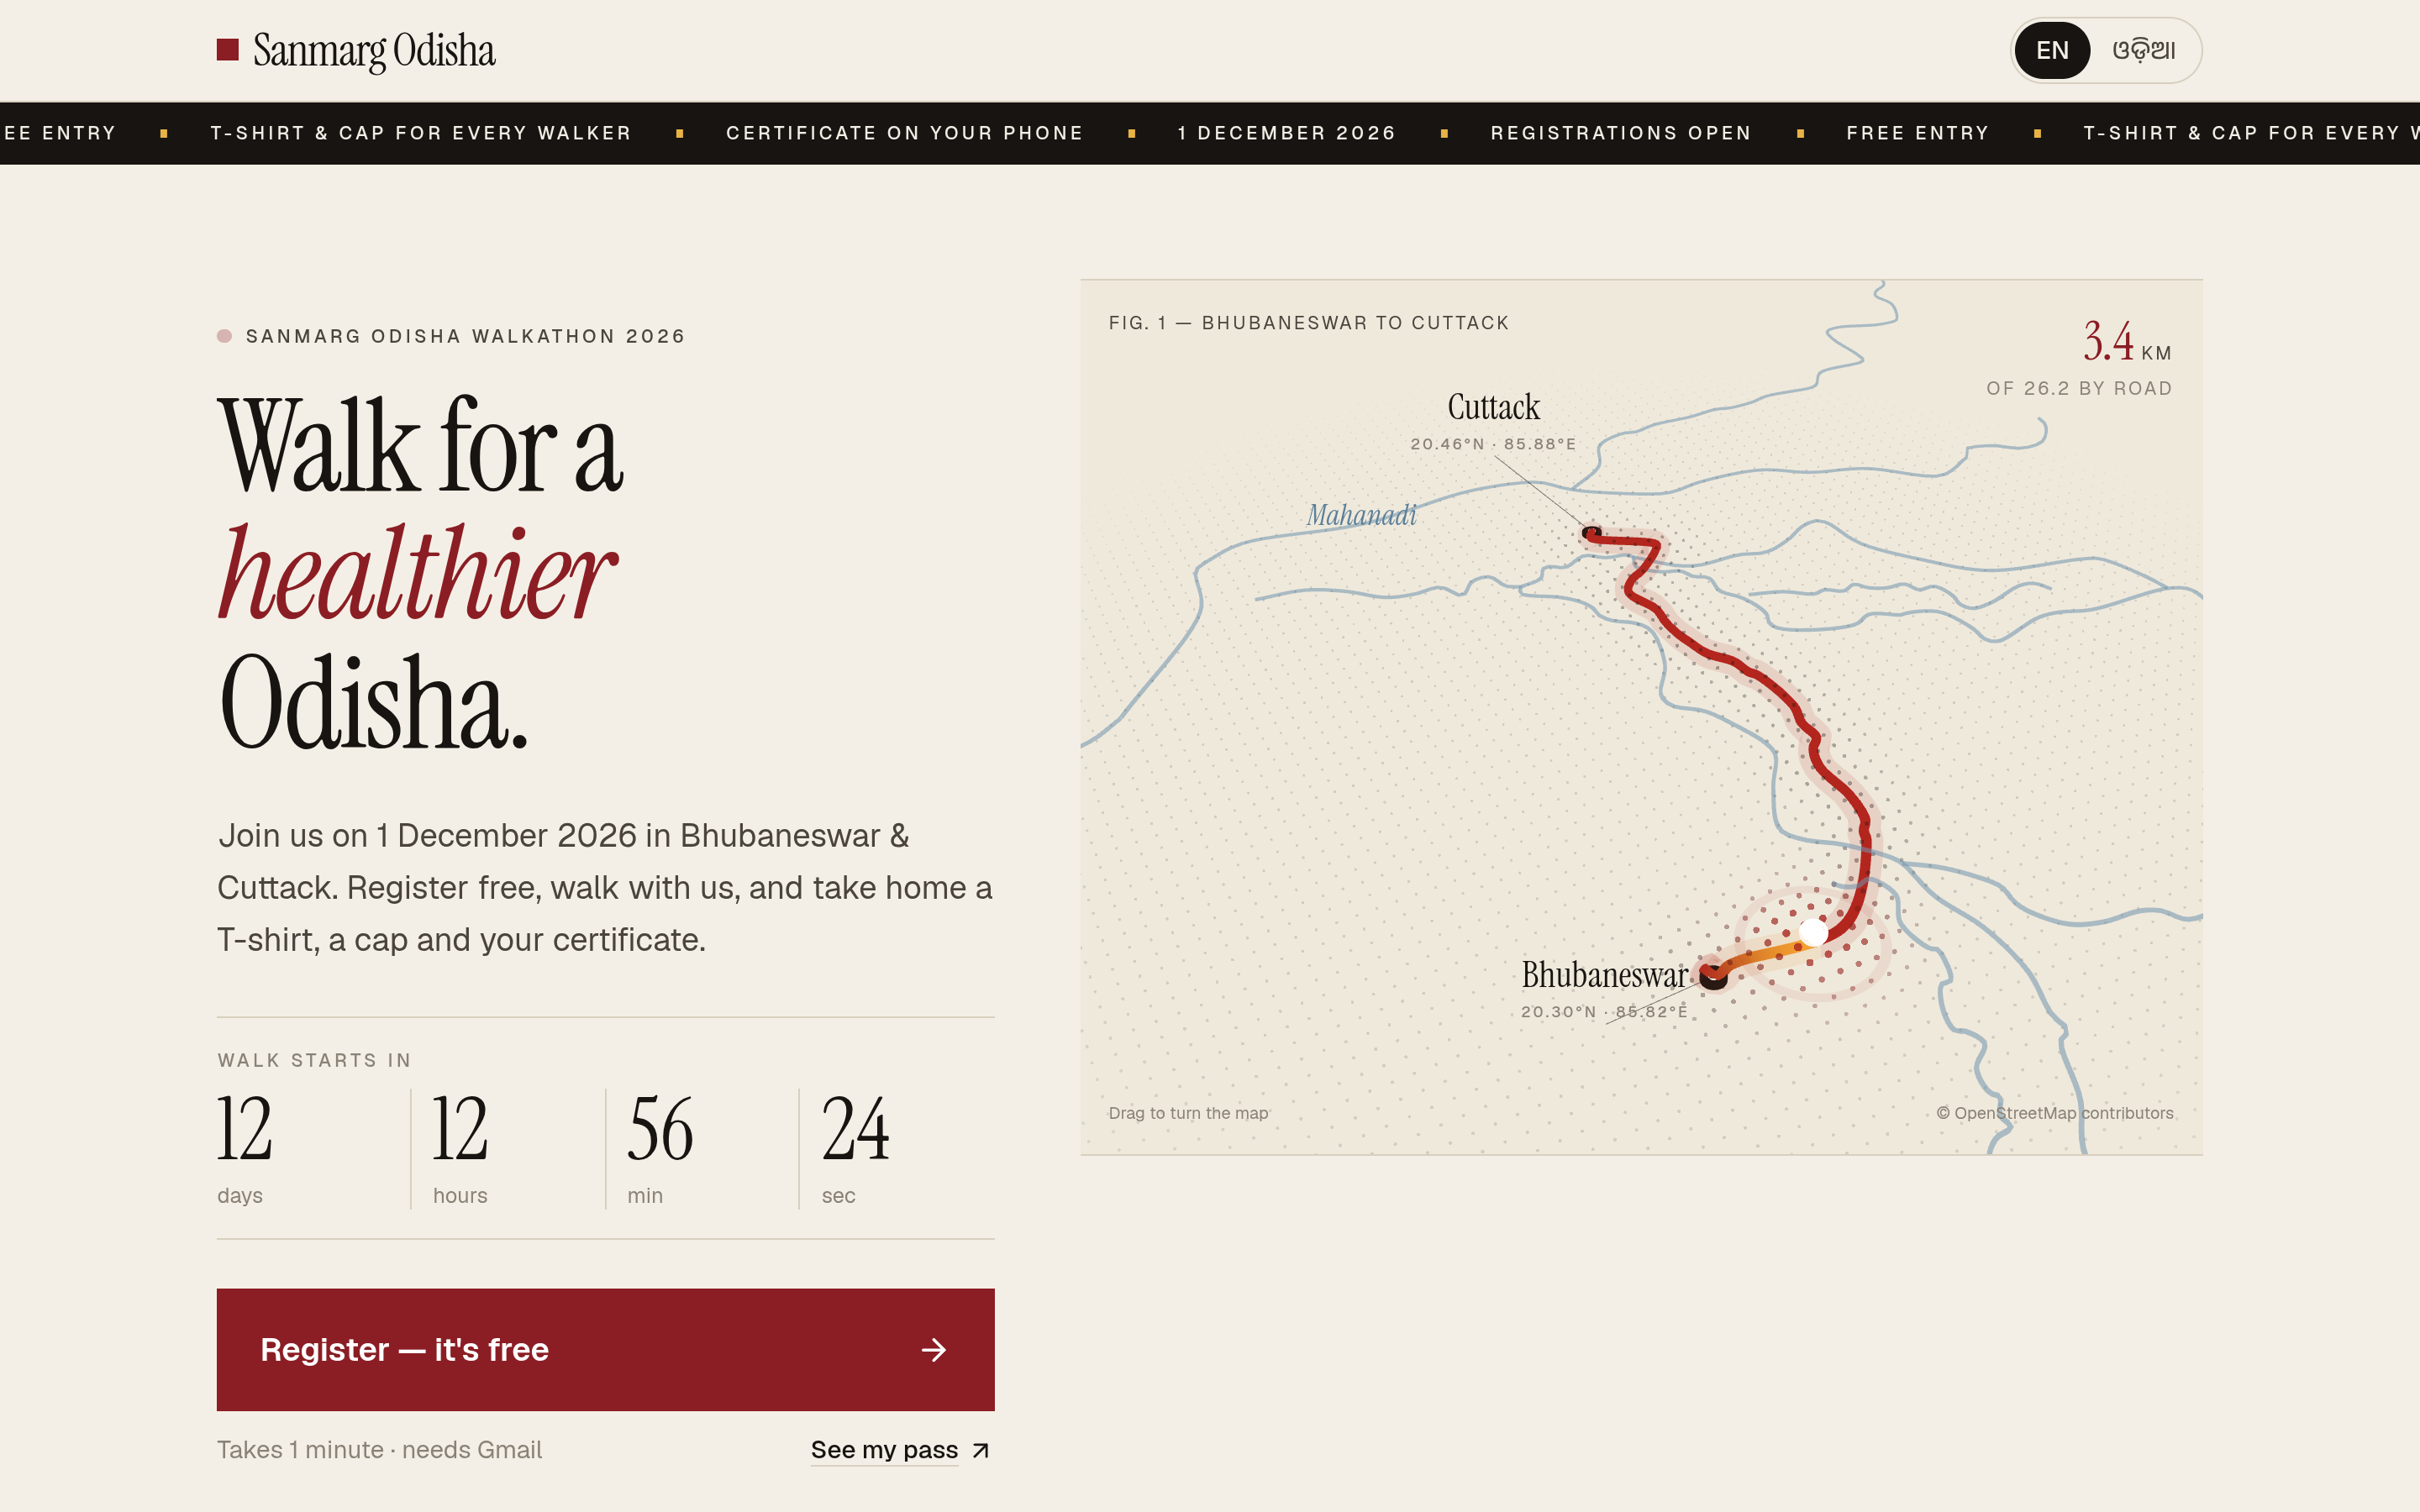 Sanmarg Odisha
EN ଓଡ଼ିଆ
EE ENTRY ▪ T-SHIRT & CAP FOR EVERY WALKER ▪ CERTIFICATE ON YOUR PHONE ▪ 1 DECEMBER 2026 ▪ REGISTRATIONS OPEN ▪ FREE ENTRY ▪ T-SHIRT & CAP FOR EVERY
SANMARG ODISHA WALKATHON 2026
Walk for a
healthier
Odisha.
Join us on 1 December 2026 in Bhubaneswar &
Cuttack. Register free, walk with us, and take home a
T-shirt, a cap and your certificate.
WALK STARTS IN
12 12 56 24
days hours min sec
Register — it's free
Takes 1 minute · needs Gmail
See my pass
FIG. 1 — BHUBANESWAR TO CUTTACK
3.4 KM
OF 26.2 BY ROAD
Cuttack
20.46°N · 85.88°E
Mahanadi
Bhubaneswar
20.30°N · 85.82°E
Drag to turn the map
© OpenStreetMap contributors